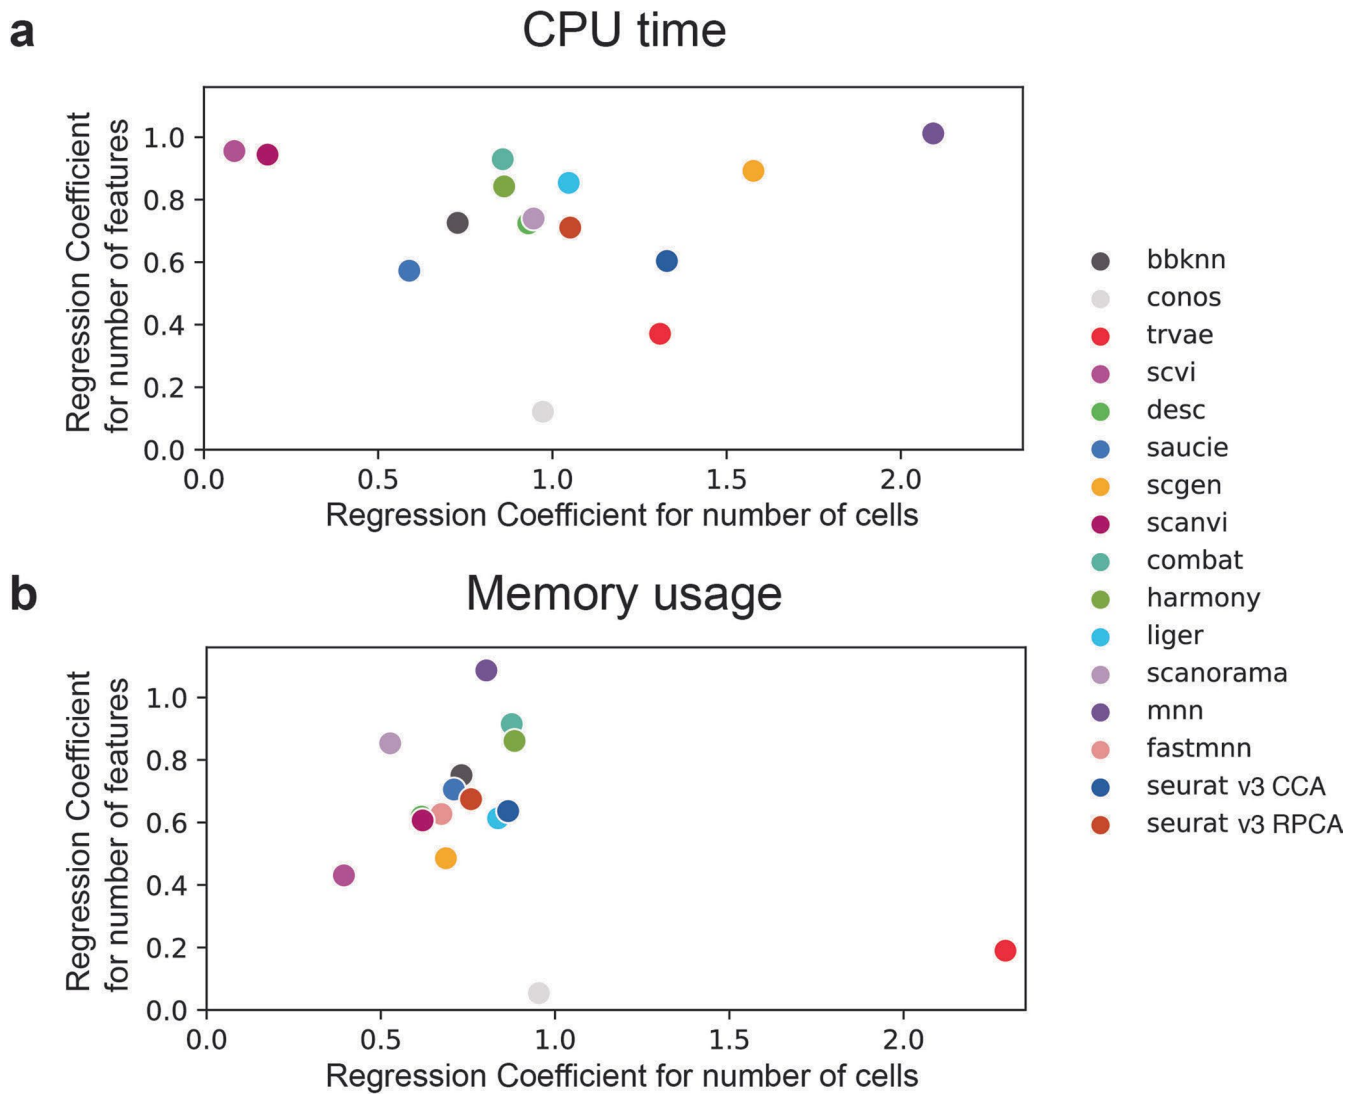 a
CPU time
Regression Coefficient
for number of features
1.0
0.8
0.6
0.4
0.2
0.0
0.0 0.5 1.0 1.5 2.0
Regression Coefficient for number of cells
b
Memory usage
Regression Coefficient
for number of features
1.0
0.8
0.6
0.4
0.2
0.0
0.0 0.5 1.0 1.5 2.0
Regression Coefficient for number of cells
bbknn
conos
trvae
scvi
desc
saucie
scgen
scanvi
combat
harmony
liger
scanorama
mnn
fastmnn
seurat v3 CCA
seurat v3 RPCA